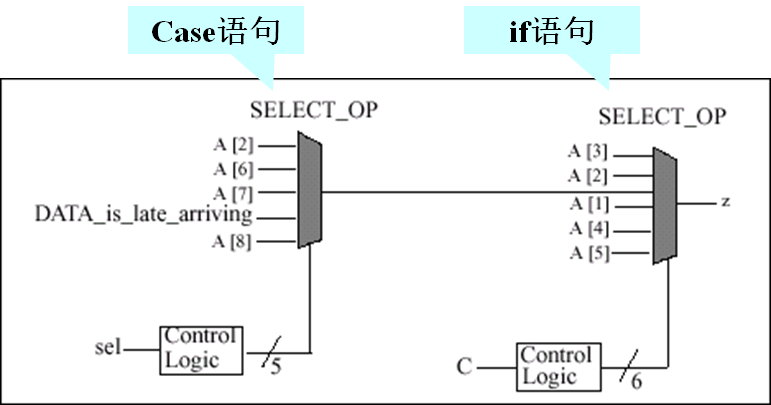 Case语句
if语句
SELECT_OP
SELECT_OP
A [2]
A [6]
A [7]
DATA_is_late_arriving
A [8]
A [3]
A [2]
A [1]
A [4]
A [5]
z
sel
Control
Logic
5
C
Control
Logic
6